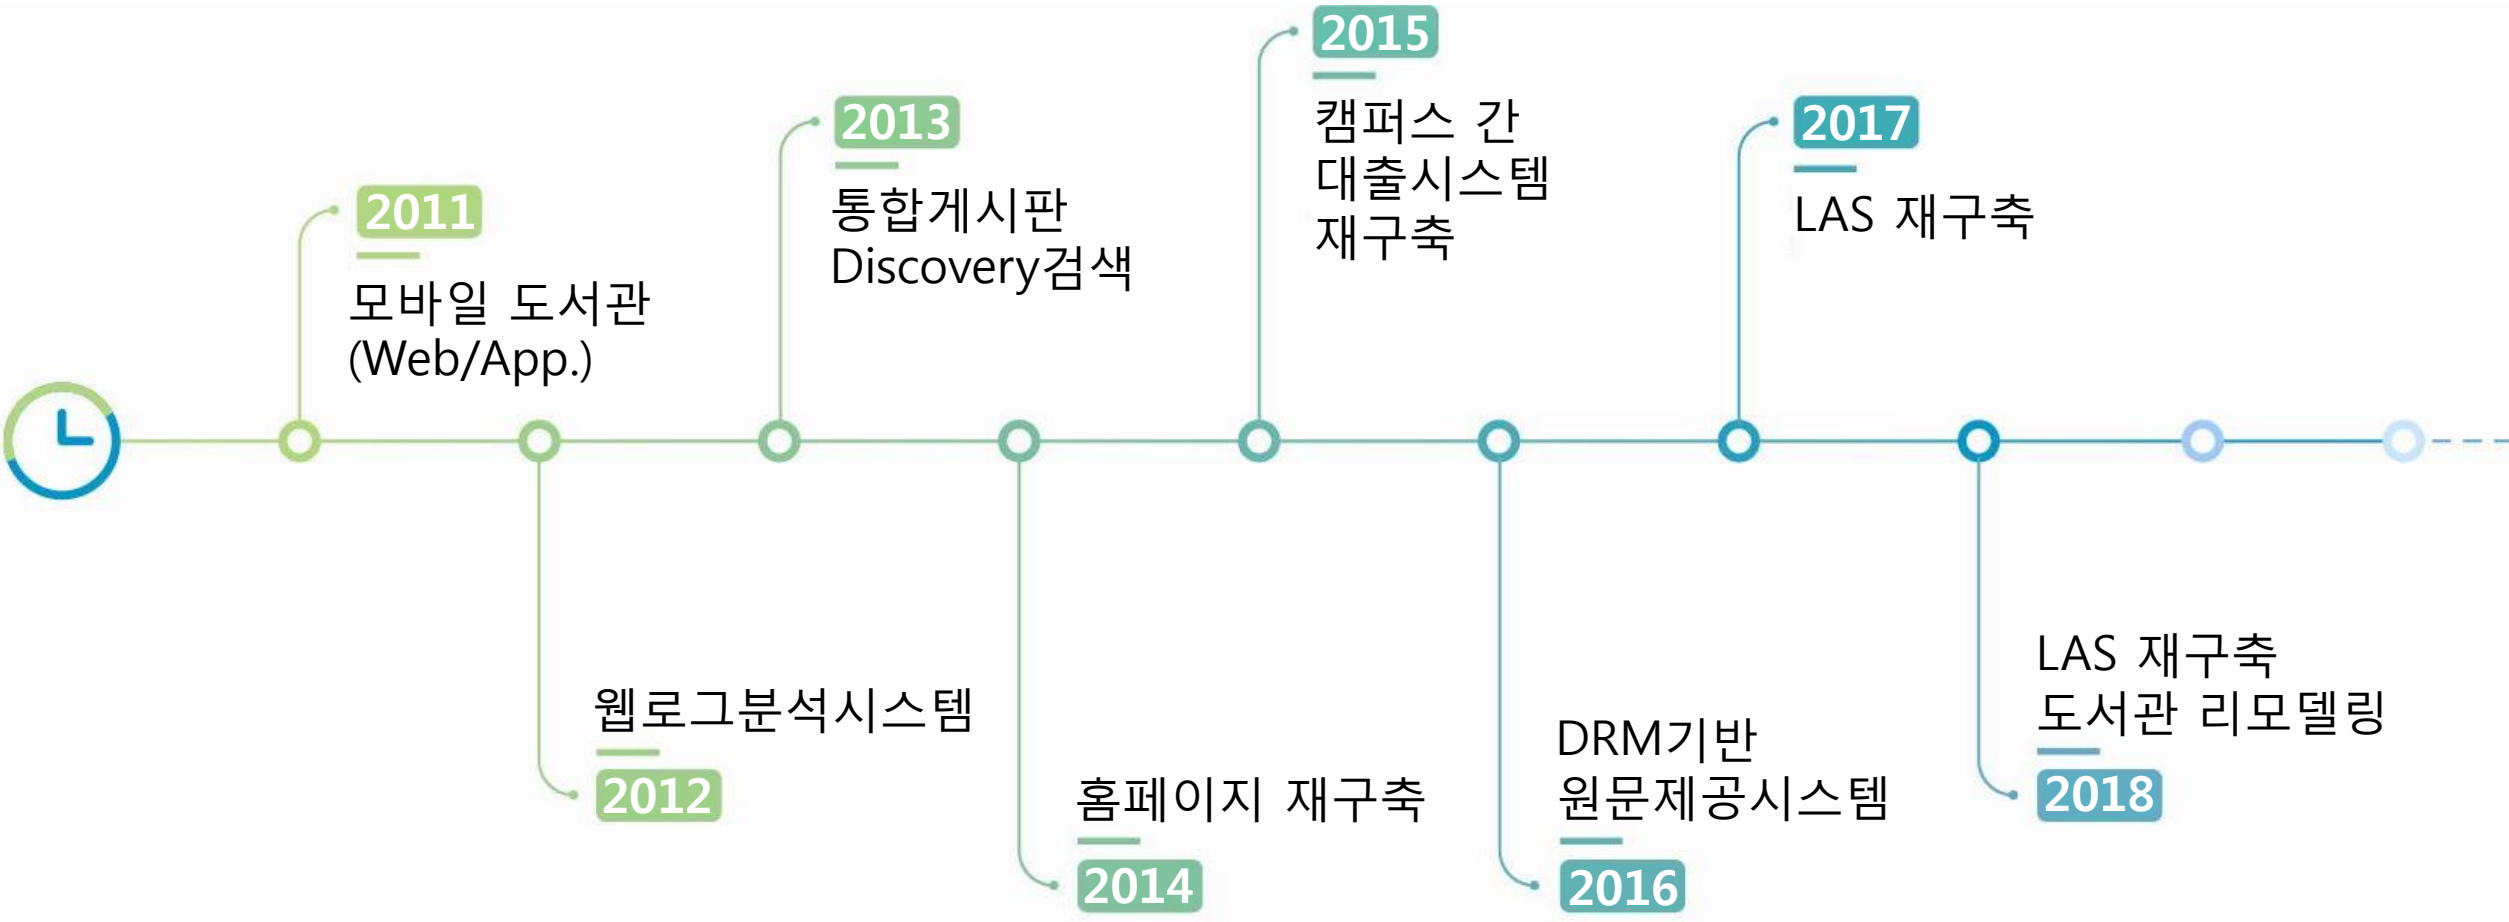 2011
모바일 도서관
(Web/App.)
웹로그분석시스템
2012
2013
통합게시판
Discovery검색
홈페이지 재구축
2014
2015
캠퍼스 간
대출시스템
재구축
DRM기반
원문제공시스템
2016
2017
LAS 재구축
LAS 재구축
도서관 리모델링
2018